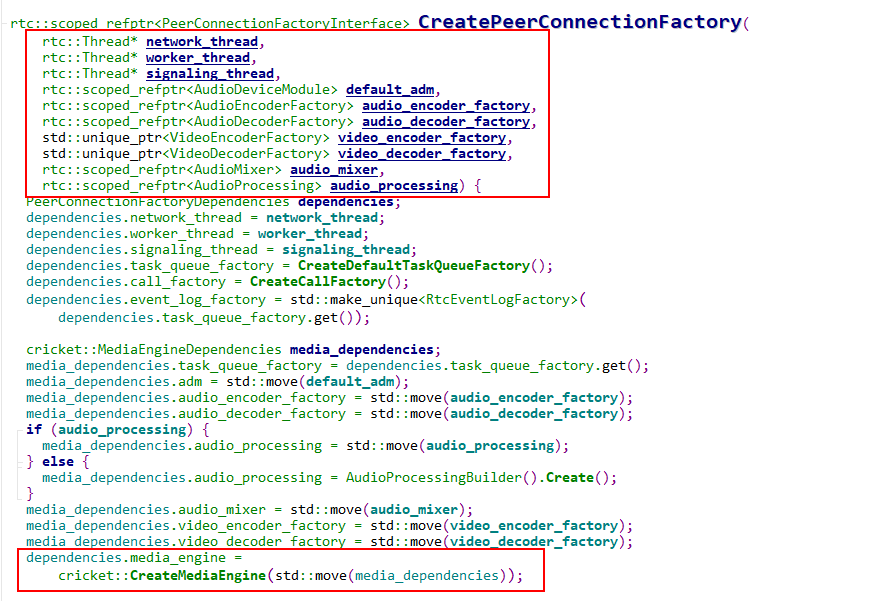 rtc::scoped_refptr<PeerConnectionFactoryInterface> CreatePeerConnectionFactory(
    rtc::Thread* network_thread,
    rtc::Thread* worker_thread,
    rtc::Thread* signaling_thread,
    rtc::scoped_refptr<AudioDeviceModule> default_adm,
    rtc::scoped_refptr<AudioEncoderFactory> audio_encoder_factory,
    rtc::scoped_refptr<AudioDecoderFactory> audio_decoder_factory,
    std::unique_ptr<VideoEncoderFactory> video_encoder_factory,
    std::unique_ptr<VideoDecoderFactory> video_decoder_factory,
    rtc::scoped_refptr<AudioMixer> audio_mixer,
    rtc::scoped_refptr<AudioProcessing> audio_processing) {
  PeerConnectionFactoryDependencies dependencies;
  dependencies.network_thread = network_thread;
  dependencies.worker_thread = worker_thread;
  dependencies.signaling_thread = signaling_thread;
  dependencies.task_queue_factory = CreateDefaultTaskQueueFactory();
  dependencies.call_factory = CreateCallFactory();
  dependencies.event_log_factory = std::make_unique<RtcEventLogFactory>(
      dependencies.task_queue_factory.get());
  cricket::MediaEngineDependencies media_dependencies;
  media_dependencies.task_queue_factory = dependencies.task_queue_factory.get();
  media_dependencies.adm = std::move(default_adm);
  media_dependencies.audio_encoder_factory = std::move(audio_encoder_factory);
  media_dependencies.audio_decoder_factory = std::move(audio_decoder_factory);
  if (audio_processing) {
    media_dependencies.audio_processing = std::move(audio_processing);
  } else {
    media_dependencies.audio_processing = AudioProcessingBuilder().Create();
  }
  media_dependencies.audio_mixer = std::move(audio_mixer);
  media_dependencies.video_encoder_factory = std::move(video_encoder_factory);
  media_dependencies.video_decoder_factory = std::move(video_decoder_factory);
  dependencies.media_engine =
      cricket::CreateMediaEngine(std::move(media_dependencies));